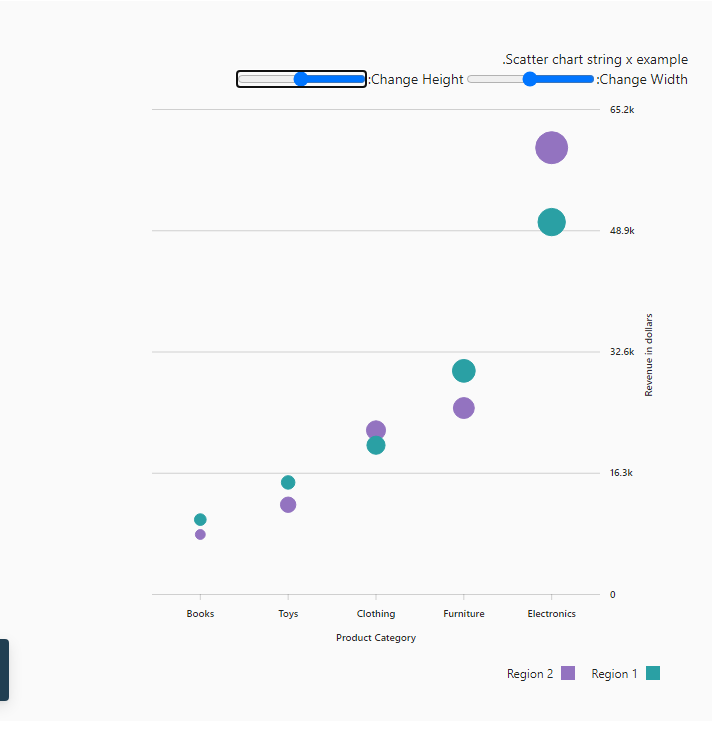 .Scatter chart string x example
:Change Height :Change Width
65.2k
48.9k
32.6k
16.3k
0
Revenue in dollars
Books Toys Clothing Furniture Electronics
Product Category
Region 2 Region 1